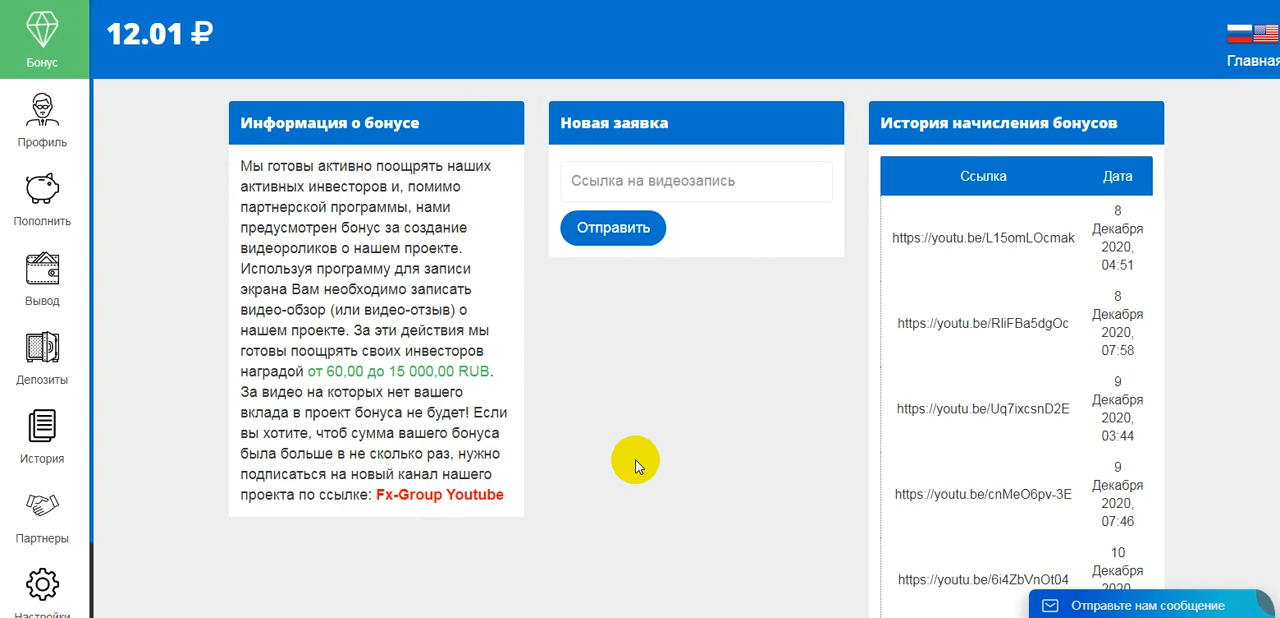 12.01 ₽
Главная
Бонус
Профиль
Пополнить
Вывод
Депозиты
История
Партнеры
Настройки
Информация о бонусе
Мы готовы активно поощрять наших
активных инвесторов и, помимо
партнерской программы, нами
предусмотрен бонус за создание
видеороликов о нашем проекте.
Используя программу для записи
экрана Вам необходимо записать
видео-обзор (или видео-отзыв) о
нашем проекте. За эти действия мы
готовы поощрять своих инвесторов
наградой от 60,00 до 15 000,00 RUB.
За видео на которых нет вашего
вклада в проект бонуса не будет! Если
вы хотите, чтоб сумма вашего бонуса
была больше в не сколько раз, нужно
подписаться на новый канал нашего
проекта по ссылке: Fx-Group Youtube
Новая заявка
Ссылка на видеозапись
Отправить
История начисления бонусов
Ссылка Дата
https://youtu.be/L15omLOcmak
8
Декабря
2020,
04:51
https://youtu.be/RliFBa5dgOc
8
Декабря
2020,
07:58
https://youtu.be/Uq7ixcsnD2E
9
Декабря
2020,
03:44
https://youtu.be/cnMeO6pv-3E
9
Декабря
2020,
07:46
https://youtu.be/6i4ZbVnOt04
10
Декабря
2020
Отправьте нам сообщение